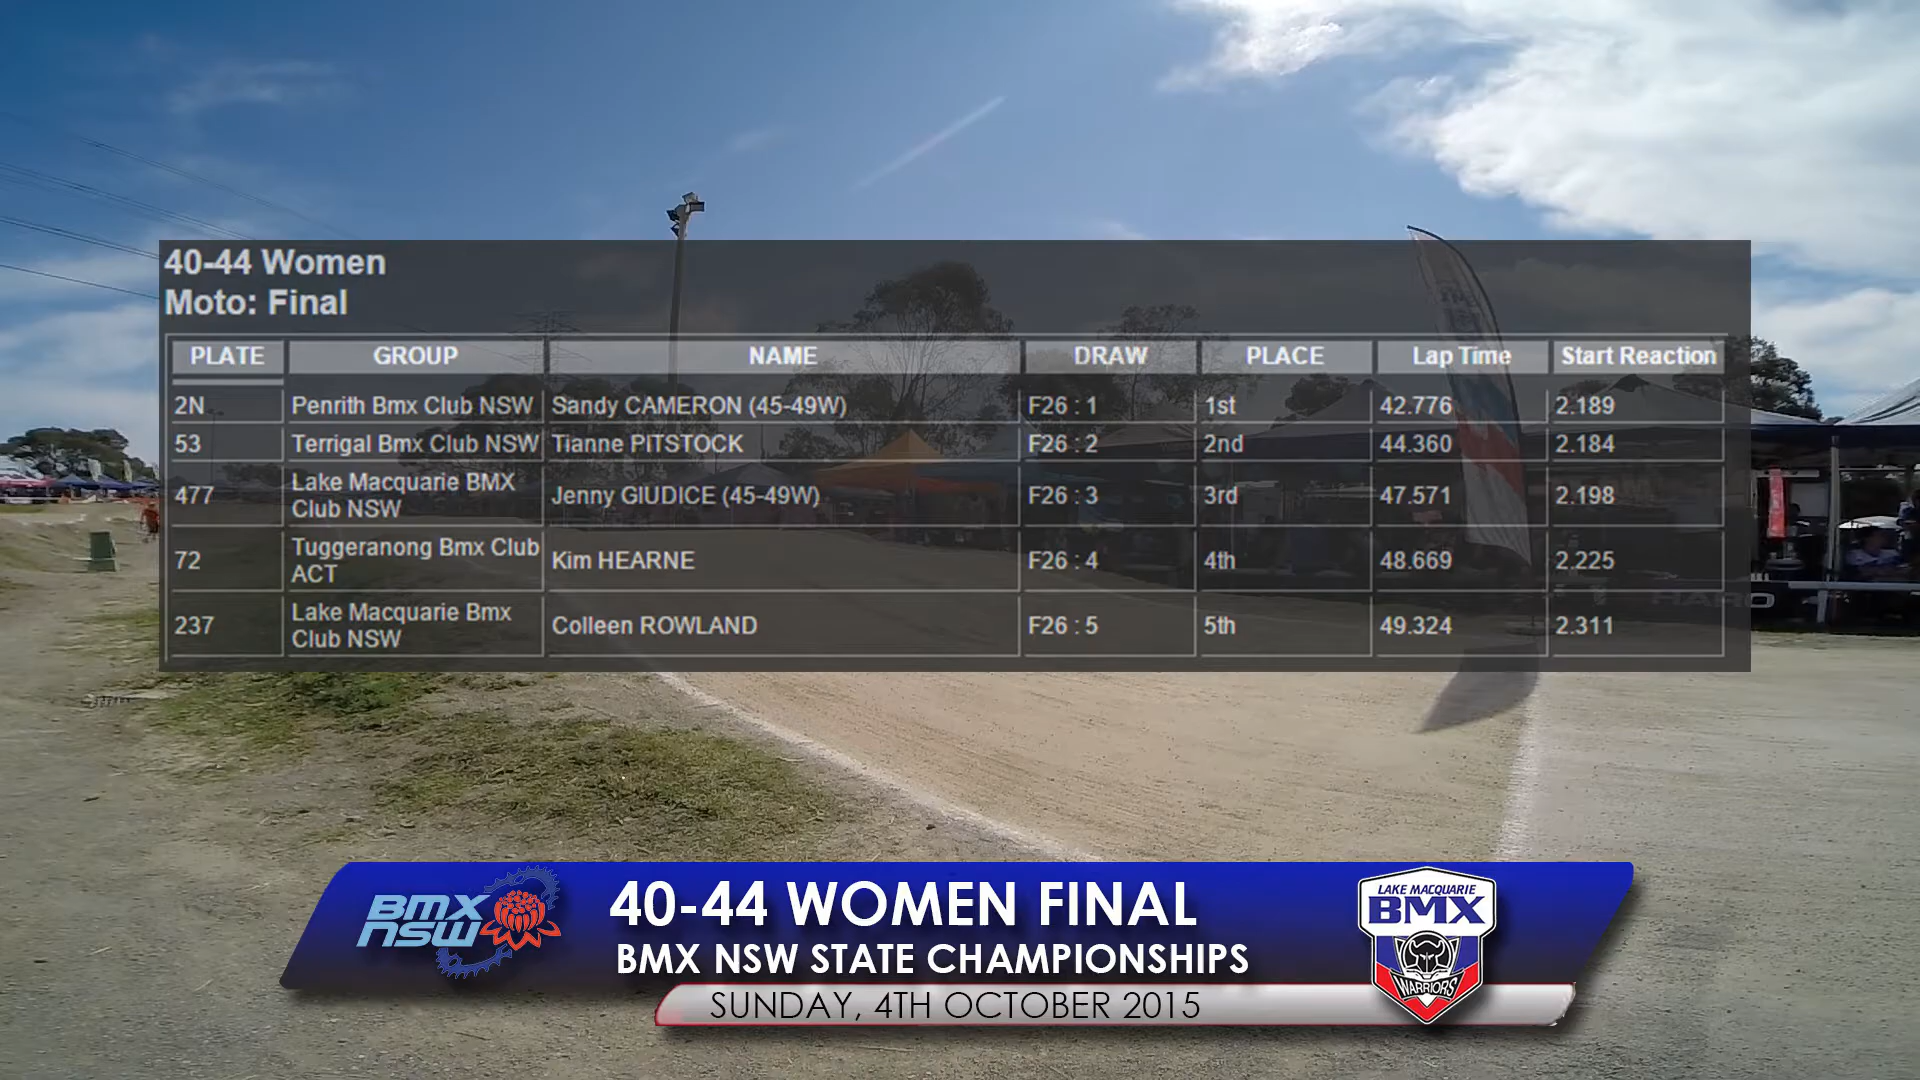 40-44 Women
Moto: Final
PLATE GROUP NAME DRAW PLACE Lap Time Start Reaction
2N Penrith Bmx Club NSW Sandy CAMERON (45-49W) F26 : 1 1st 42.776 2.189
53 Terrigal Bmx Club NSW Tianne PITSTOCK F26 : 2 2nd 44.360 2.184
477 Lake Macquarie BMX Club NSW Jenny GIUDICE (45-49W) F26 : 3 3rd 47.571 2.198
72 Tuggeranong Bmx Club ACT Kim HEARNE F26 : 4 4th 48.669 2.225
237 Lake Macquarie Bmx Club NSW Colleen ROWLAND F26 : 5 5th 49.324 2.311
HARO
BMX NSW
40-44 WOMEN FINAL
BMX NSW STATE CHAMPIONSHIPS
SUNDAY, 4TH OCTOBER 2015
LAKE MACQUARIE
BMX
WARRIORS